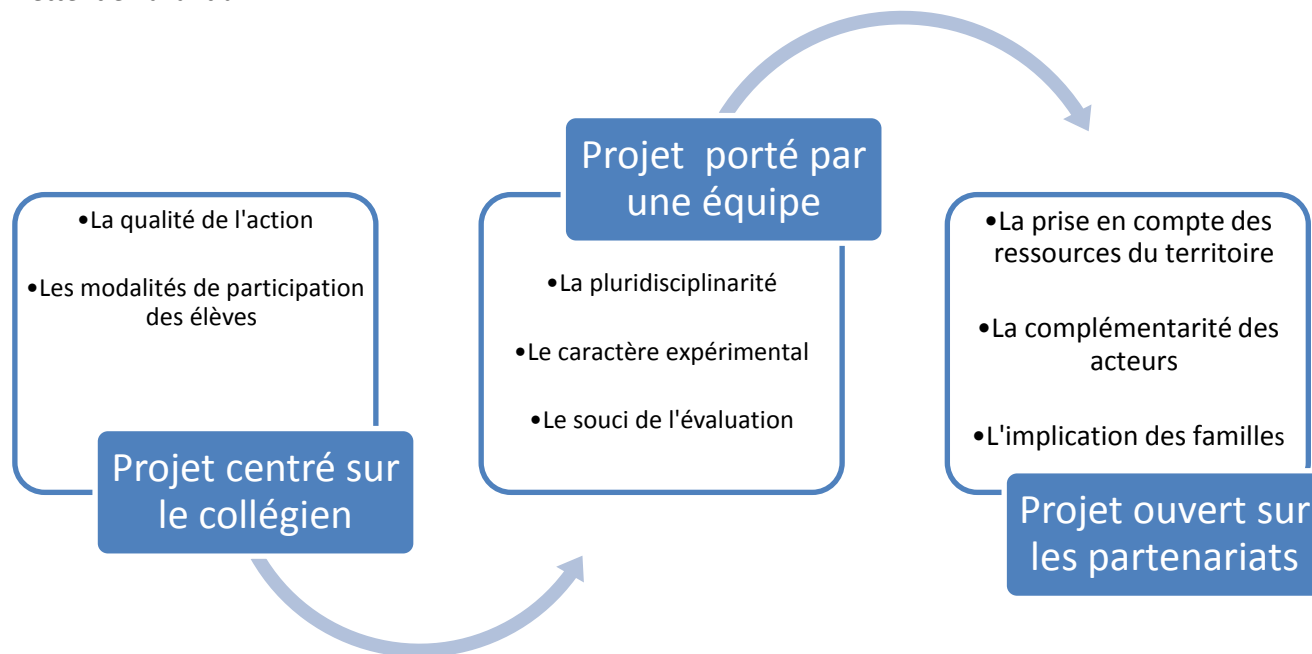 •La qualité de l'action
•Les modalités de participation
des élèves
Projet centré sur
le collégien
Projet porté par
une équipe
•La pluridisciplinarité
•Le caractère expérimental
•Le souci de l'évaluation
•La prise en compte des
ressources du territoire
•La complémentarité des
acteurs
•L'implication des familles
Projet ouvert sur
les partenariats